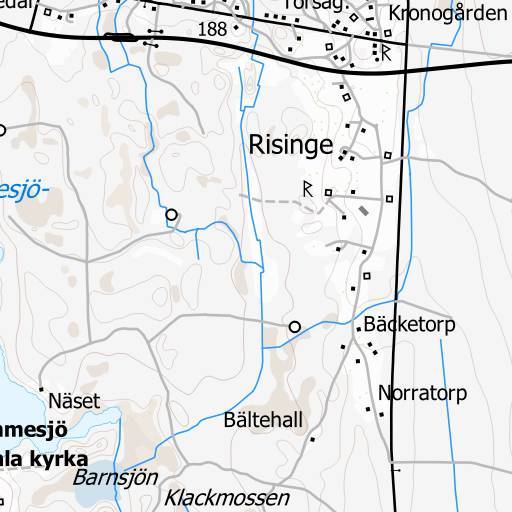 Kronogården
188
Risinge
R
R
Bäcketorp
Näset
Norratorp
Bältehall
Barnsjön
Klackmossen